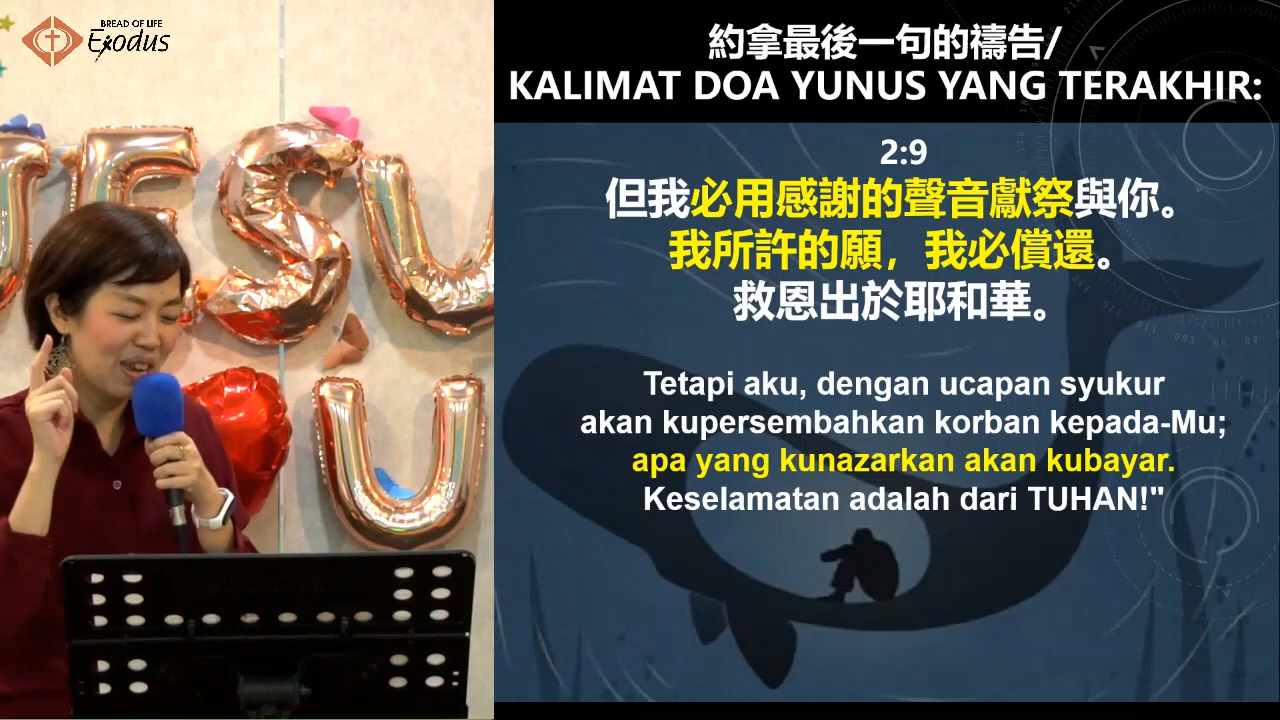 BREAD OF LIFE
Exodus
ESU
U
約拿最後一句的禱告/
KALIMAT DOA YUNUS YANG TERAKHIR:
2:9
但我必用感謝的聲音獻祭與你。
我所許的願，我必償還。
救恩出於耶和華。
Tetapi aku, dengan ucapan syukur
akan kupersembahkan korban kepada-Mu;
apa yang kunazarkan akan kubayar.
Keselamatan adalah dari TUHAN!"